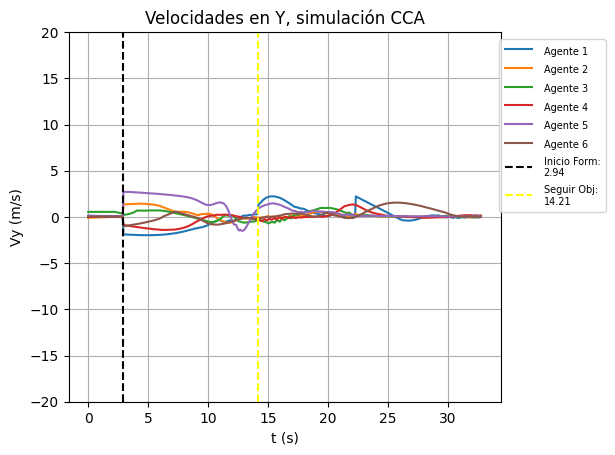 Velocidades en Y, simulación CCA
Vy (m/s)
20
15
10
5
0
−5
−10
−15
−20
0 5 10 15 20 25 30
t (s)
Agente 1
Agente 2
Agente 3
Agente 4
Agente 5
Agente 6
Inicio Form:
2.94
Seguir Obj:
14.21